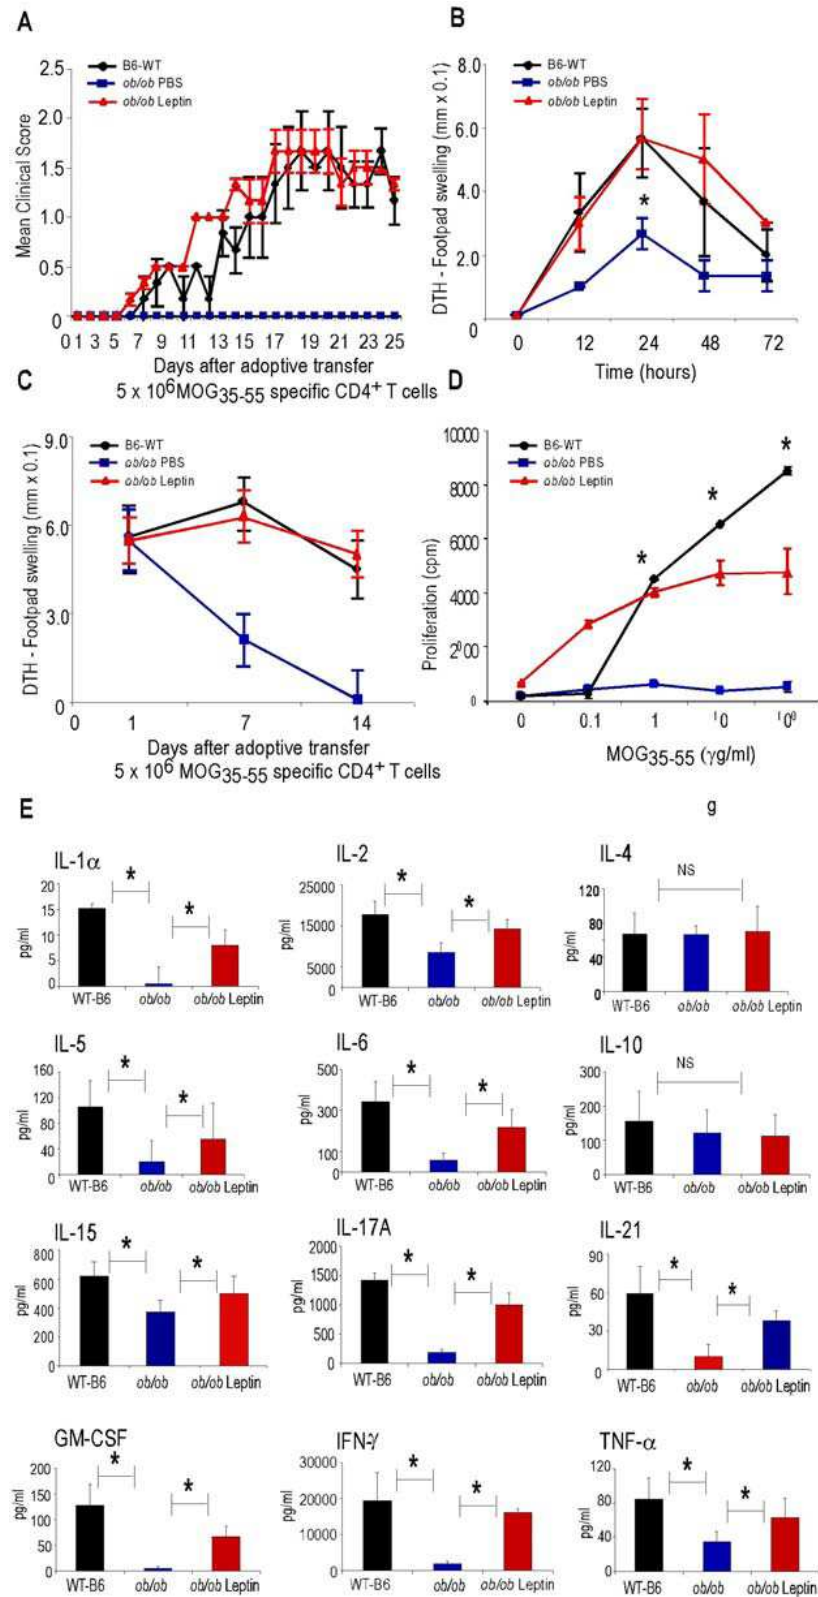 A
B6-WT
ob/ob PBS
ob/ob Leptin
Mean Clinical Score
2.5
2.0
1.5
1.0
0.5
0
0 1 3 5 7 9 11 13 15 17 19 21 23 25
Days after adoptive transfer
5 x 10⁶MOG₃₅₋₅₅ specific CD4⁺ T cells
B
B6-WT
ob/ob PBS
ob/ob Leptin
DTH - Footpad swelling (mm x 0.1)
8.0
6.0
4.0
2.0
0
*
0 12 24 48 72
Time (hours)
C
B6-WT
ob/ob PBS
ob/ob Leptin
DTH - Footpad swelling (mm x 0.1)
9.0
6.0
3.0
0
0 1 7 14
Days after adoptive transfer
5 x 10⁶ MOG₃₅₋₅₅ specific CD4⁺ T cells
D
B6-WT
ob/ob PBS
ob/ob Leptin
Proliferation (cpm)
10000
8000
6000
4000
2000
0
* * *
0 0.1 1 10 100
MOG₃₅₋₅₅ (γg/ml)
g
E
IL-1α
pg/ml
20
15
10
5
0
* *
WT-B6 ob/ob ob/ob Leptin
IL-2
pg/ml
25000
15000
5000
0
* *
WT-B6 ob/ob ob/ob Leptin
IL-4
pg/ml
120
80
60
40
0
NS
WT-B6 ob/ob ob/ob Leptin
IL-5
pg/ml
160
120
80
40
0
* *
WT-B6 ob/ob ob/ob Leptin
IL-6
pg/ml
500
300
100
0
* *
WT-B6 ob/ob ob/ob Leptin
IL-10
pg/ml
300
200
100
0
NS
WT-B6 ob/ob ob/ob Leptin
IL-15
pg/ml
800
600
400
200
0
* *
WT-B6 ob/ob ob/ob Leptin
IL-17A
pg/ml
2000
1500
1000
500
0
* *
WT-B6 ob/ob ob/ob Leptin
IL-21
pg/ml
90
60
30
0
* *
WT-B6 ob/ob ob/ob Leptin
GM-CSF
pg/ml
200
150
100
50
0
* *
WT-B6 ob/ob ob/ob Leptin
IFN-γ
pg/ml
30000
20000
10000
0
* *
WT-B6 ob/ob ob/ob Leptin
TNF-α
pg/ml
120
80
40
0
* *
WT-B6 ob/ob ob/ob Leptin